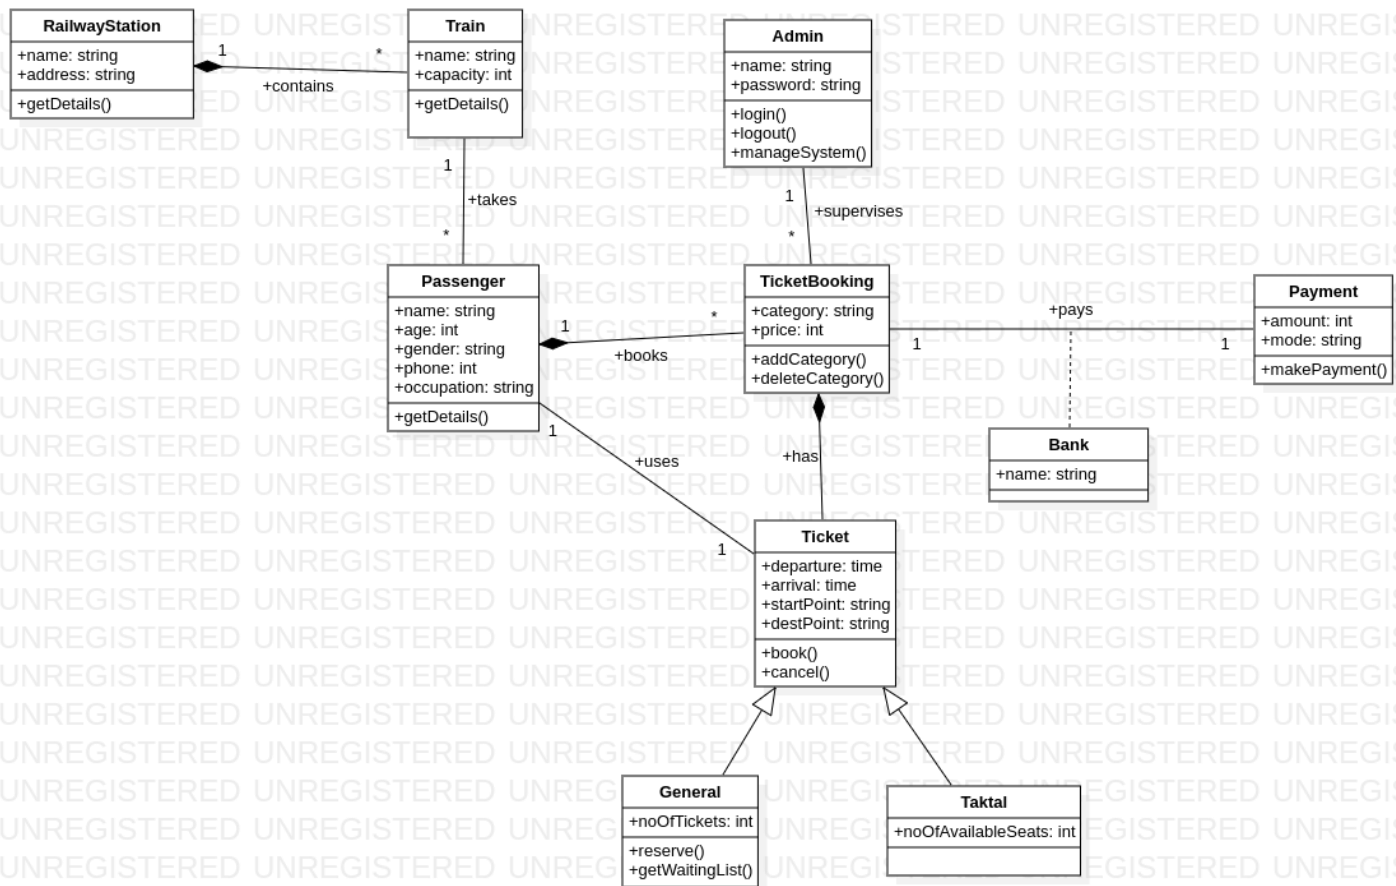 RailwayStation
+name: string
+address: string
+getDetails()
1
*
+contains
Train
+name: string
+capacity: int
+getDetails()
1
+takes
*
Admin
+name: string
+password: string
+login()
+logout()
+manageSystem()
1
+supervises
*
Passenger
+name: string
+age: int
+gender: string
+phone: int
+occupation: string
+getDetails()
1
*
+books
TicketBooking
+category: string
+price: int
+addCategory()
+deleteCategory()
+pays
1
1
Payment
+amount: int
+mode: string
+makePayment()
Bank
+name: string
1
+uses
1
+has
Ticket
+departure: time
+arrival: time
+startPoint: string
+destPoint: string
+book()
+cancel()
General
+noOfTickets: int
+reserve()
+getWaitingList()
Taktal
+noOfAvailableSeats: int
UNREGISTERED